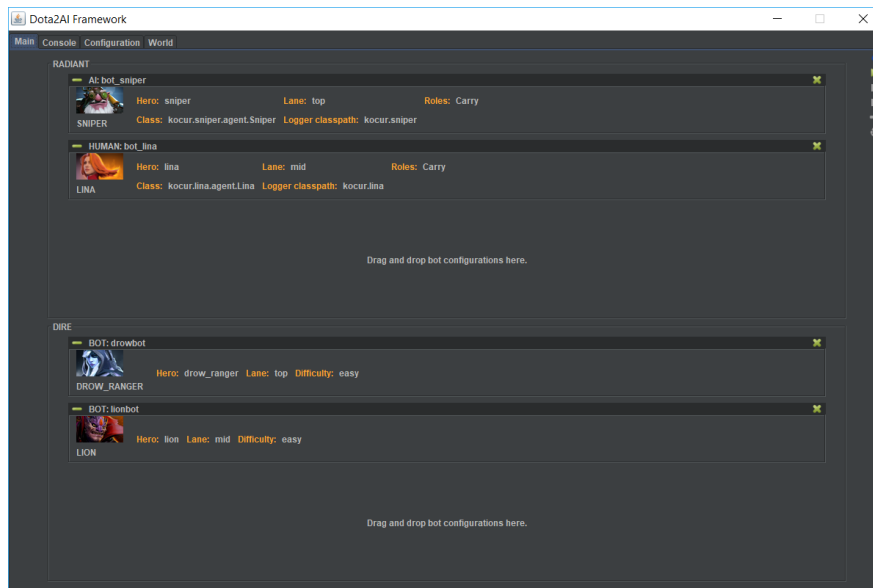 Dota2AI Framework
Main Console Configuration World
RADIANT
AI: bot_sniper
Hero: sniper Lane: top Roles: Carry
Class: kocur.sniper.agent.Sniper Logger classpath: kocur.sniper
SNIPER
HUMAN: bot_lina
Hero: lina Lane: mid Roles: Carry
Class: kocur.lina.agent.Lina Logger classpath: kocur.lina
LINA
Drag and drop bot configurations here.
DIRE
BOT: drowbot
Hero: drow_ranger Lane: top Difficulty: easy
DROW_RANGER
BOT: lionbot
Hero: lion Lane: mid Difficulty: easy
LION
Drag and drop bot configurations here.